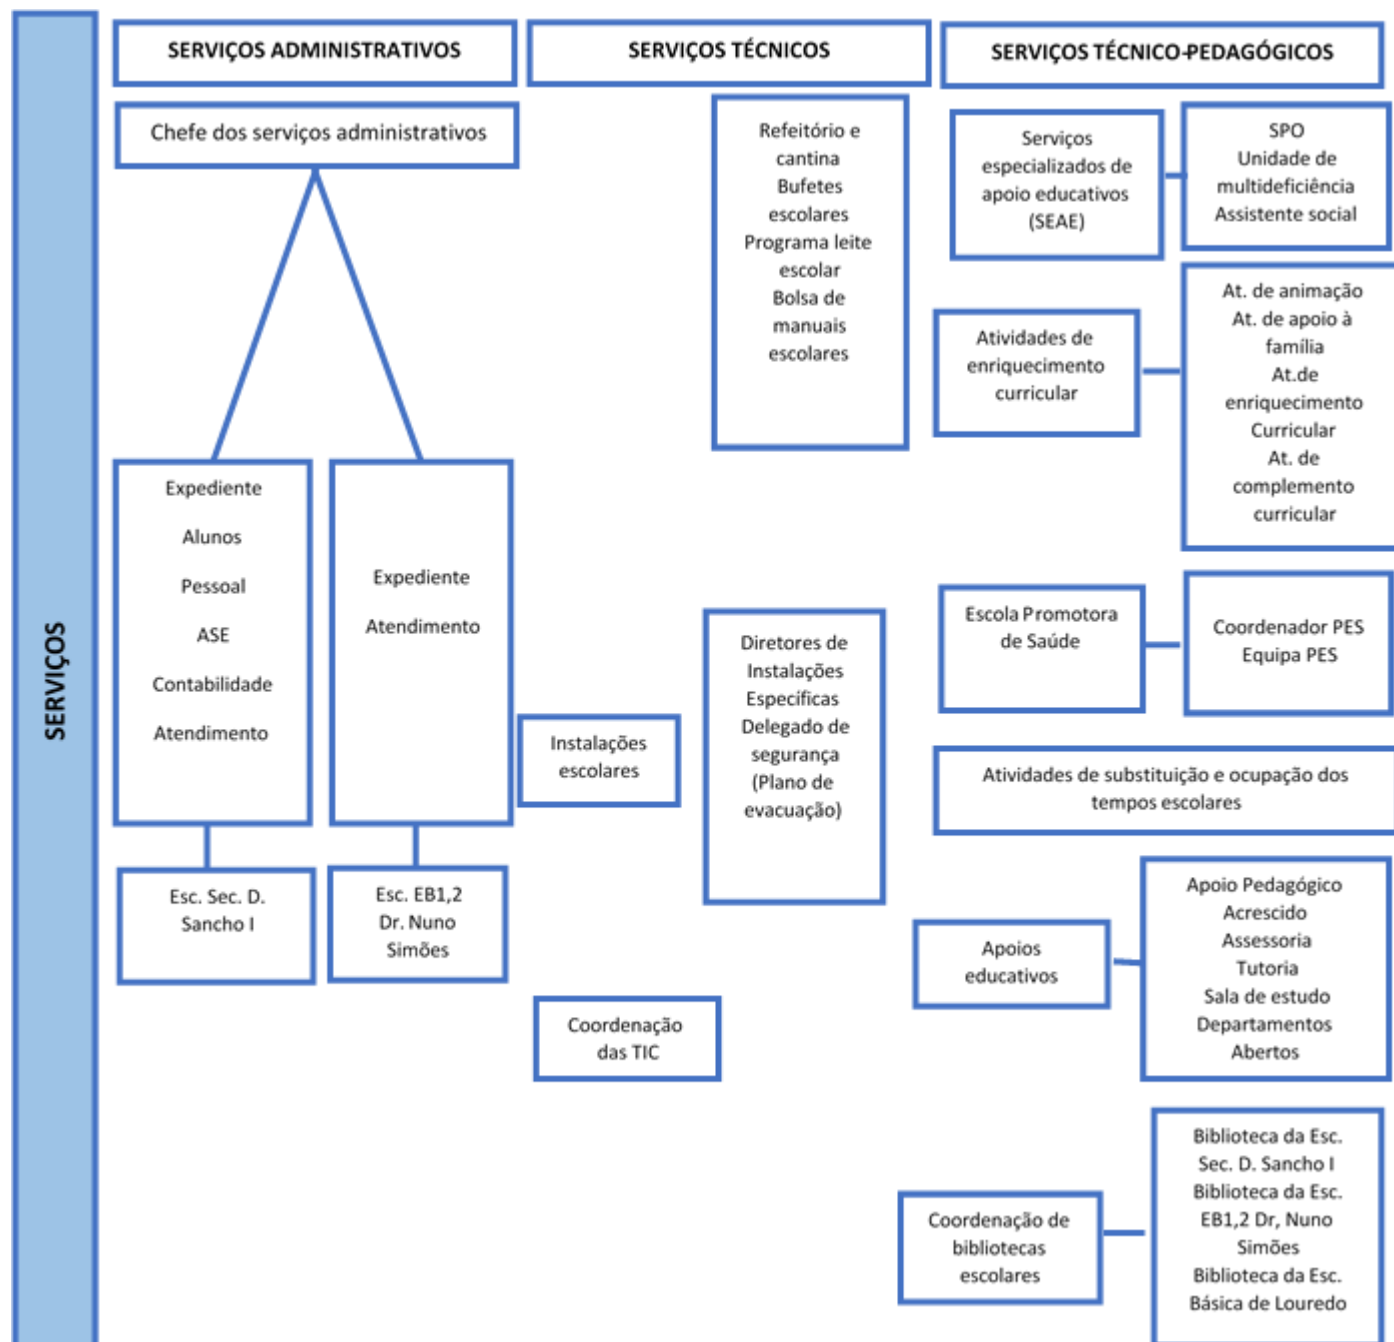 SERVIÇOS
SERVIÇOS ADMINISTRATIVOS
Chefe dos serviços administrativos
Expediente
Alunos
Pessoal
ASE
Contabilidade
Atendimento
Esc. Sec. D.
Sancho I
Expediente
Atendimento
Esc. EB1,2
Dr. Nuno
Simões
SERVIÇOS TÉCNICOS
Refeitório e
cantina
Bufetes
escolares
Programa leite
escolar
Bolsa de
manuais
escolares
Instalações
escolares
Diretores de
Instalações
Específicas
Delegado de
segurança
(Plano de
evacuação)
Coordenação
das TIC
SERVIÇOS TÉCNICO-PEDAGÓGICOS
Serviços
especializados de
apoio educativos
(SEAE)
SPO
Unidade de
multideficiência
Assistente social
Atividades de
enriquecimento
curricular
At. de animação
At. de apoio à
família
At.de
enriquecimento
Curricular
At. de
complemento
curricular
Escola Promotora
de Saúde
Coordenador PES
Equipa PES
Atividades de substituição e ocupação dos
tempos escolares
Apoios
educativos
Apoio Pedagógico
Acrescido
Assessoria
Tutoria
Sala de estudo
Departamentos
Abertos
Coordenação de
bibliotecas
escolares
Biblioteca da Esc.
Sec. D. Sancho I
Biblioteca da Esc.
EB1,2 Dr, Nuno
Simões
Biblioteca da Esc.
Básica de Louredo